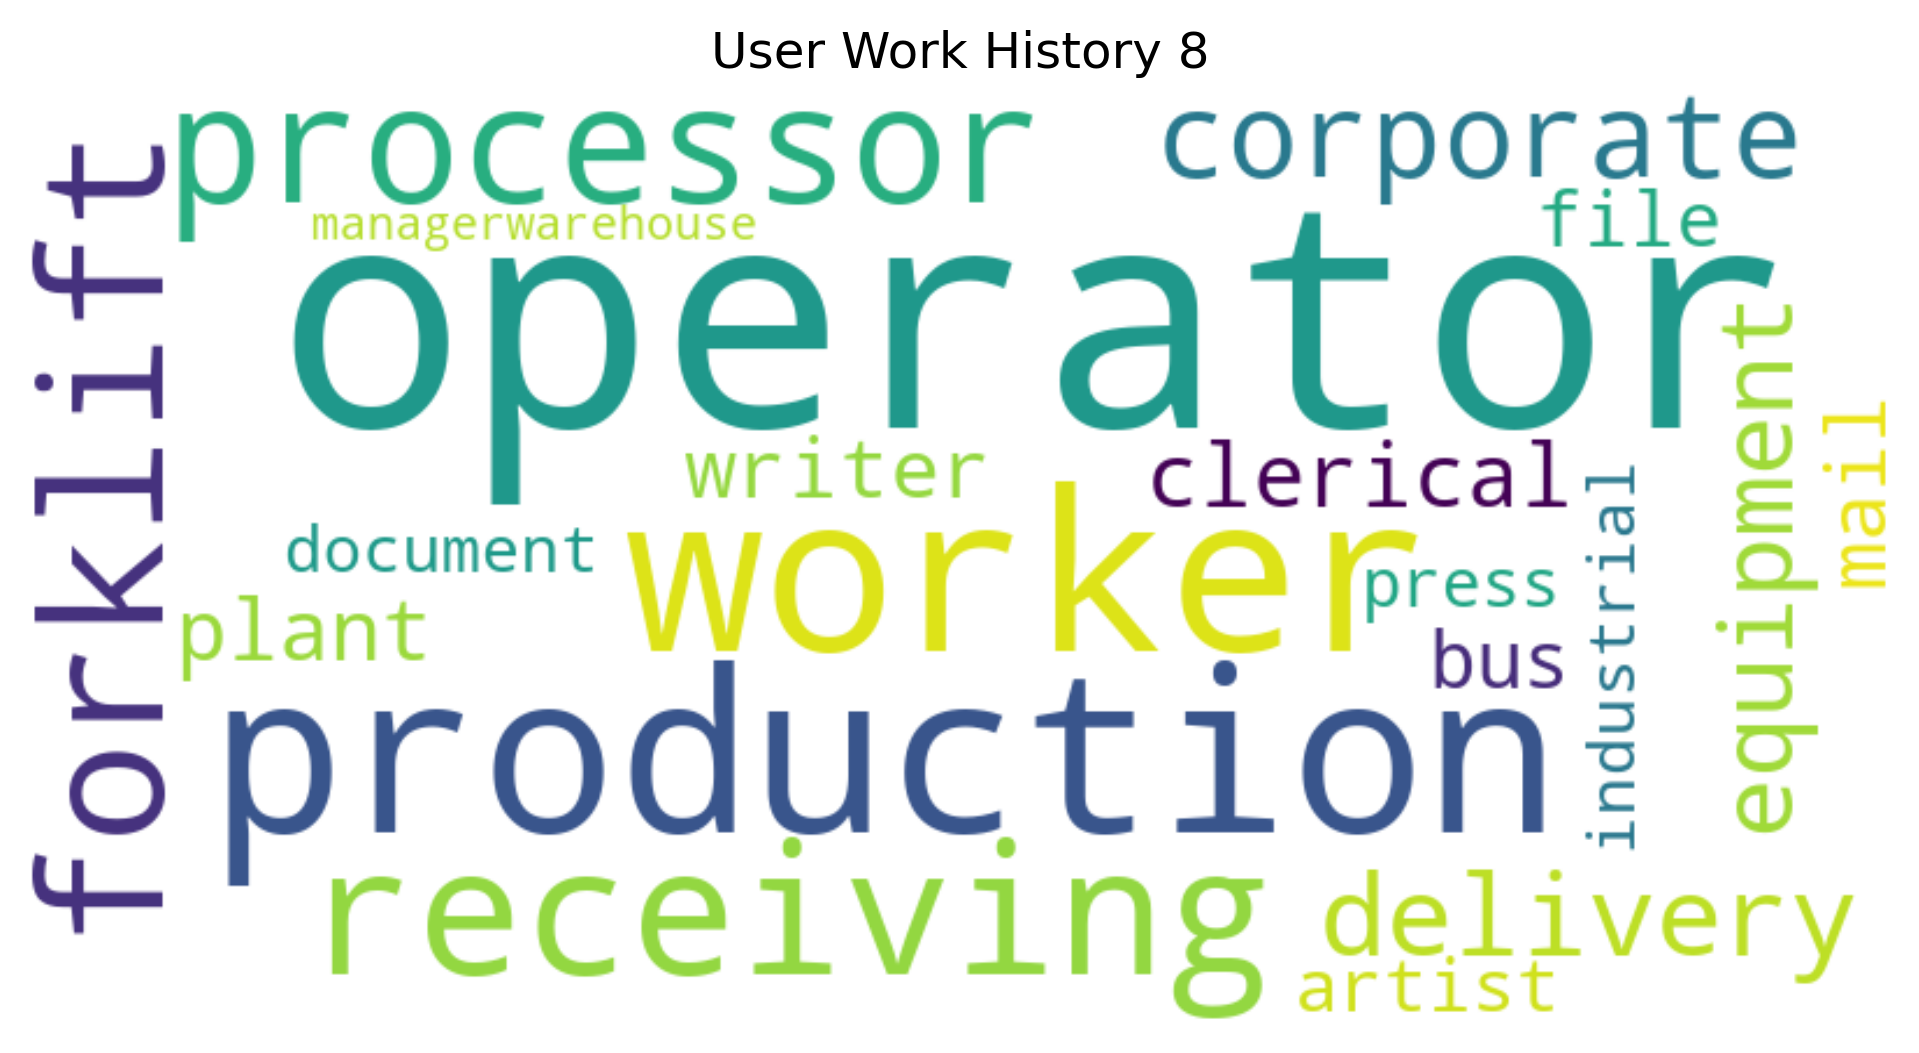 User Work History 8
processor
corporate
forklift
managerwarehouse
file
operator
equipment
mail
writer
clerical
worker
industrial
document
press
plant
bus
production
receiving
delivery
artist